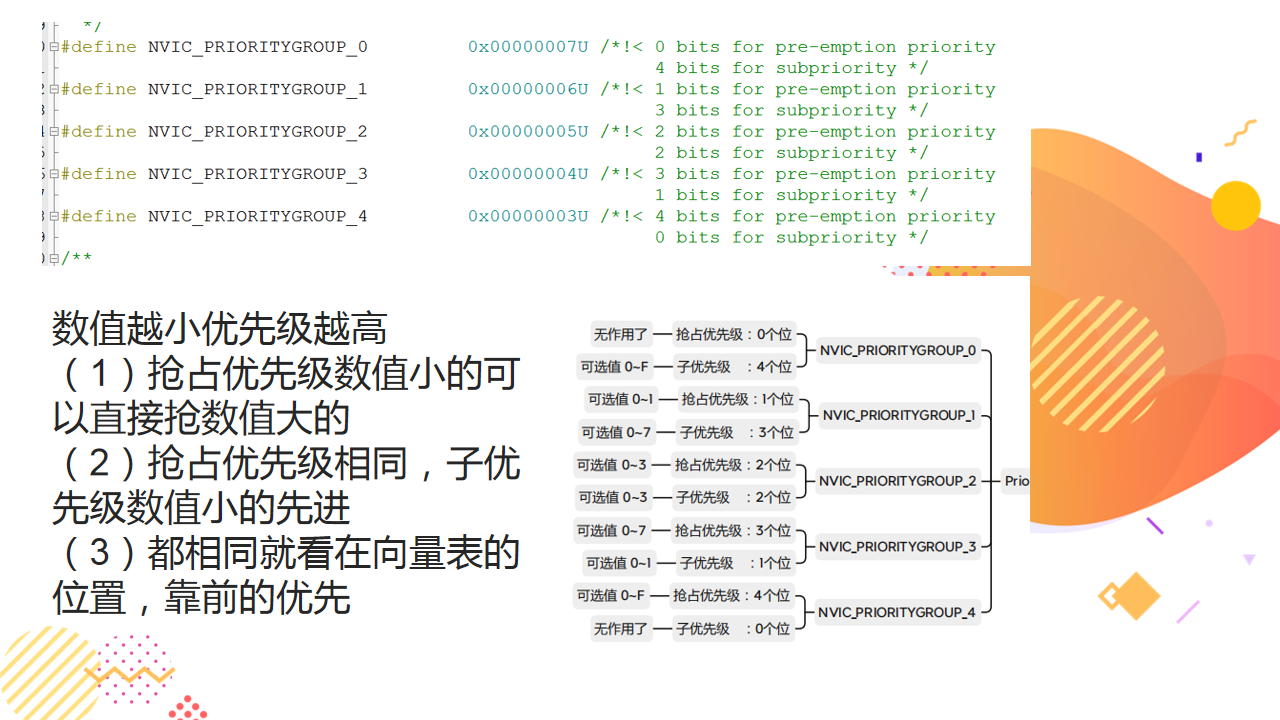 */
#define NVIC_PRIORITYGROUP_0 0x00000007U /*!< 0 bits for pre-emption priority
4 bits for subpriority */
#define NVIC_PRIORITYGROUP_1 0x00000006U /*!< 1 bits for pre-emption priority
3 bits for subpriority */
#define NVIC_PRIORITYGROUP_2 0x00000005U /*!< 2 bits for pre-emption priority
2 bits for subpriority */
#define NVIC_PRIORITYGROUP_3 0x00000004U /*!< 3 bits for pre-emption priority
1 bits for subpriority */
#define NVIC_PRIORITYGROUP_4 0x00000003U /*!< 4 bits for pre-emption priority
0 bits for subpriority */
/**
数值越小优先级越高
（1）抢占优先级数值小的可
以直接抢数值大的
（2）抢占优先级相同，子优
先级数值小的先进
（3）都相同就看在向量表的
位置，靠前的优先
无作用了 抢占优先级：0个位
NVIC_PRIORITYGROUP_0
可选值 0~F 子优先级 ：4个位
可选值 0~1 抢占优先级：1个位
NVIC_PRIORITYGROUP_1
可选值 0~7 子优先级 ：3个位
可选值 0~3 抢占优先级：2个位
NVIC_PRIORITYGROUP_2 Prio
可选值 0~3 子优先级 ：2个位
可选值 0~7 抢占优先级：3个位
NVIC_PRIORITYGROUP_3
可选值 0~1 子优先级 ：1个位
可选值 0~F 抢占优先级：4个位
NVIC_PRIORITYGROUP_4
无作用了 子优先级 ：0个位